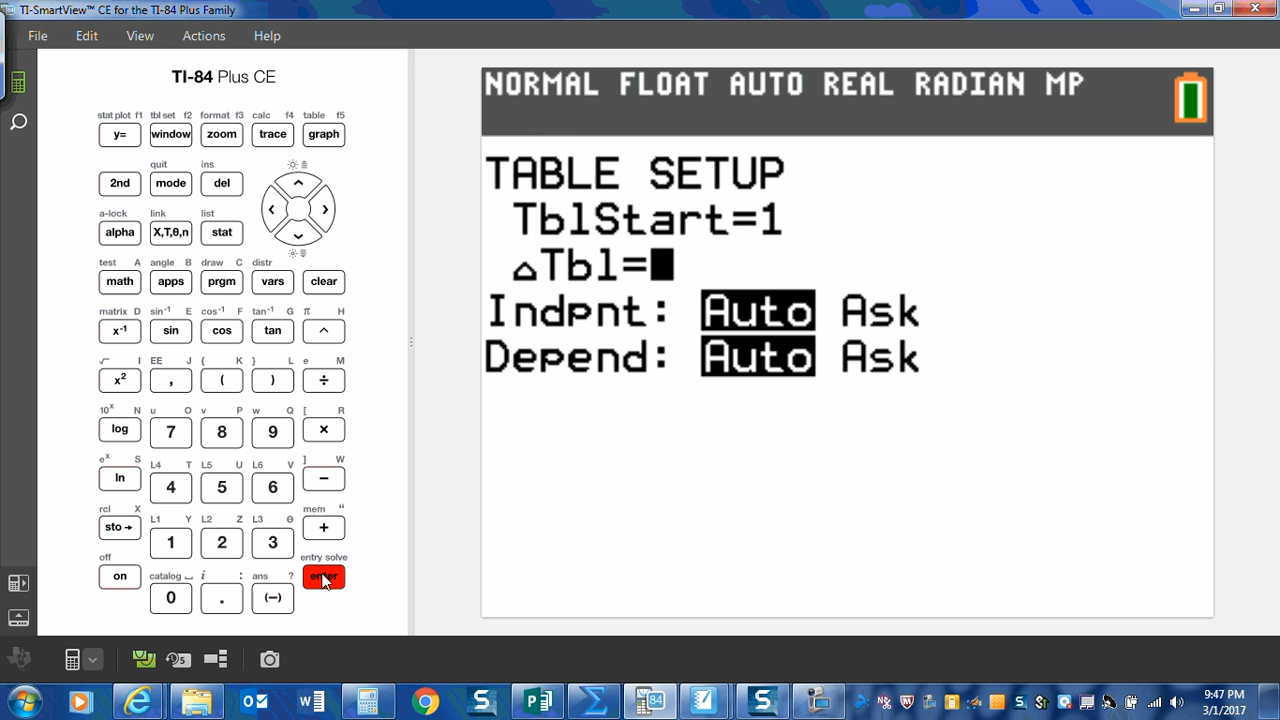 TI-SmartView™ CE for the TI-84 Plus Family
File Edit View Actions Help
TI-84 Plus CE
stat plot f1 tbl set f2 format f3 calc f4 table f5
y= window zoom trace graph
quit ins
2nd mode del
a-lock link list
alpha X,T,θ,n stat
test A angle B draw C distr
math apps prgm vars clear
matrix D sin⁻¹ E cos⁻¹ F tan⁻¹ G π H
x⁻¹ sin cos tan ^
√ I EE J { K } L e M
x² , ( ) ÷
10ˣ N u O v P w Q [ R
log 7 8 9 ×
eˣ S L4 T L5 U L6 V ] W
ln 4 5 6 −
rcl X L1 Y L2 Z L3 θ mem “
sto→ 1 2 3 +
off catalog i : ans ? entry solve
on 0 . (−) enter
NORMAL FLOAT AUTO REAL RADIAN MP
TABLE SETUP
TblStart=1
△Tbl=
Indpnt: Auto Ask
Depend: Auto Ask
84
9:47 PM
3/1/2017